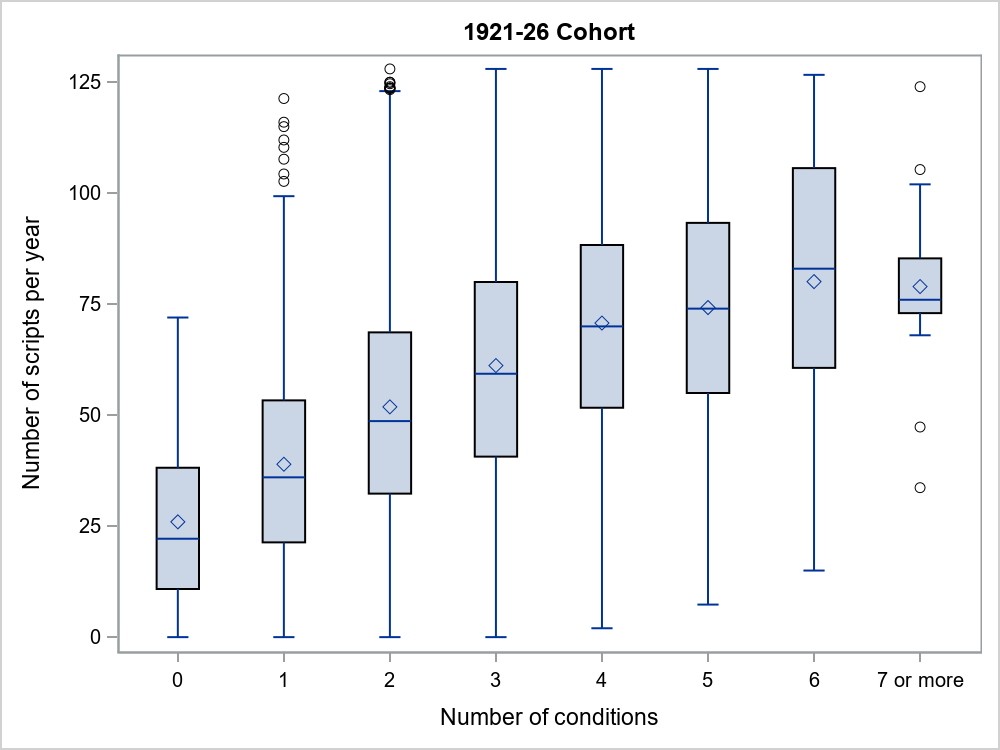 1921-26 Cohort
Number of scripts per year
125
100
75
50
25
0
0 1 2 3 4 5 6 7 or more
Number of conditions